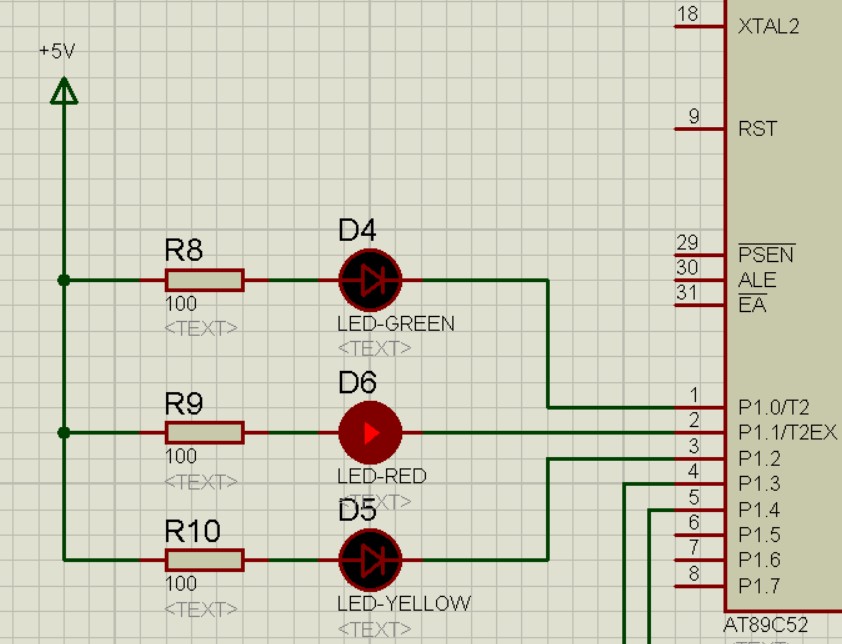 +5V
18
XTAL2
9
RST
29
PSEN
30
ALE
31
EA
R8
100
<TEXT>
D4
LED-GREEN
<TEXT>
R9
100
<TEXT>
D6
LED-RED
<TEXT>
R10
100
<TEXT>
D5
LED-YELLOW
<TEXT>
1
P1.0/T2
2
P1.1/T2EX
3
P1.2
4
P1.3
5
P1.4
6
P1.5
7
P1.6
8
P1.7
AT89C52
<TEXT>